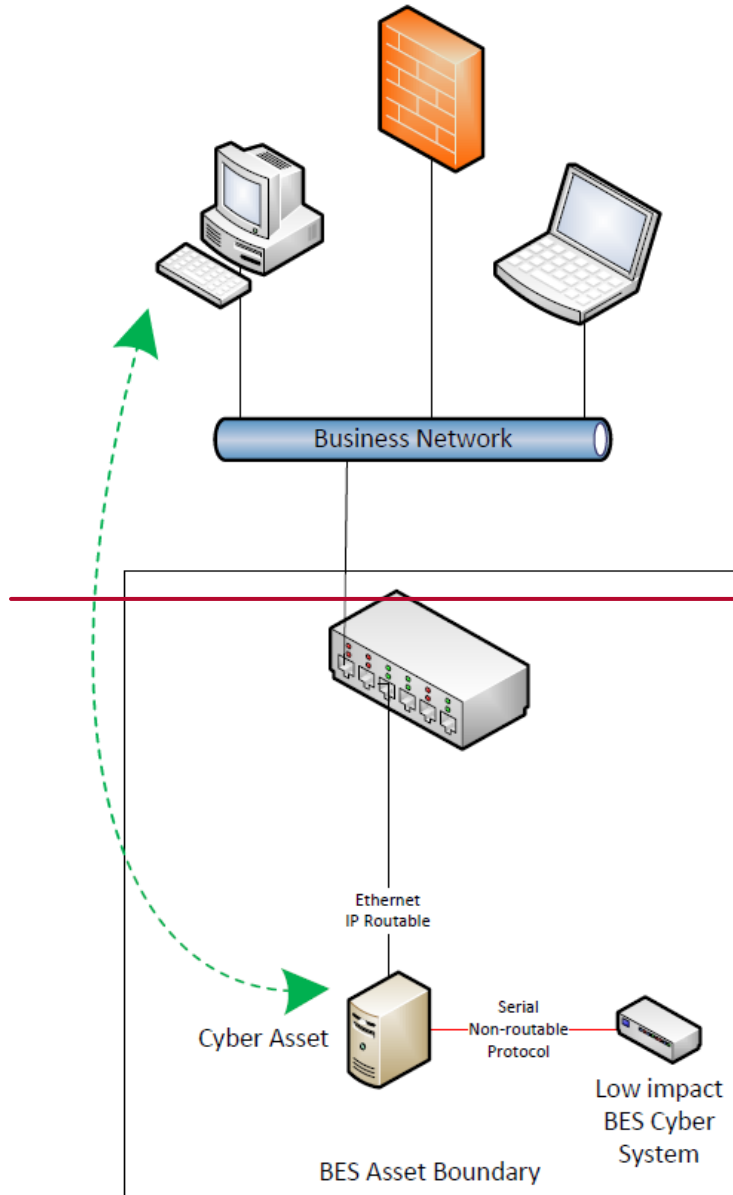 Business Network
Ethernet
IP Routable
Cyber Asset
Serial
Non-routable
Protocol
Low impact
BES Cyber
System
BES Asset Boundary